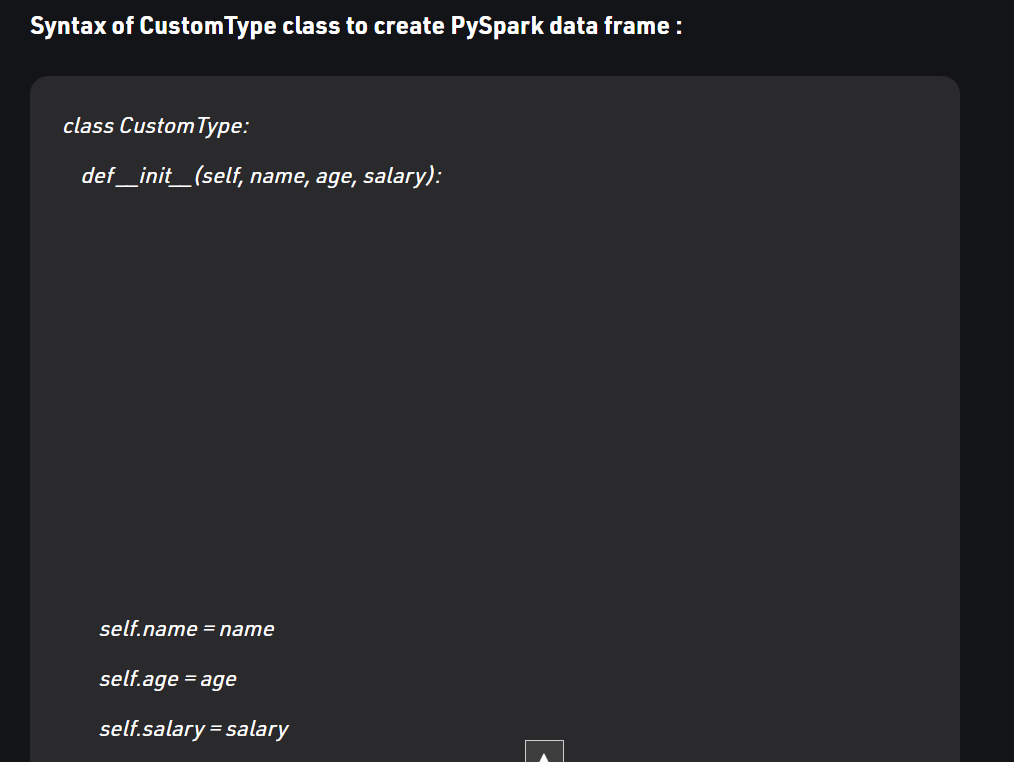 Syntax of CustomType class to create PySpark data frame :
class CustomType:
def __init__(self, name, age, salary):
self.name = name
self.age = age
self.salary = salary